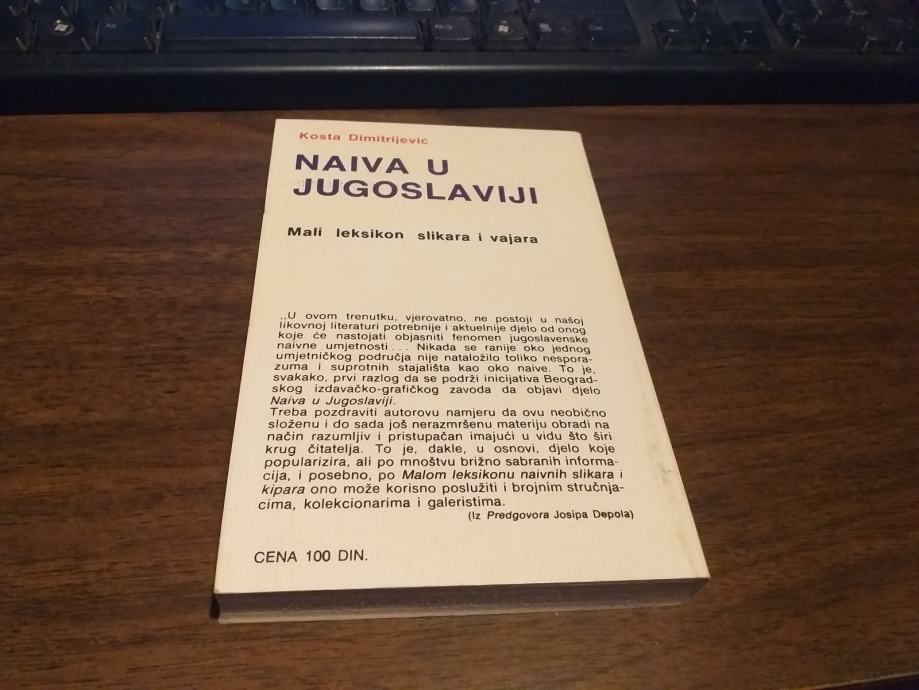 Kosta Dimitrijević
NAIVA U
JUGOSLAVIJI
Mali leksikon slikara i vajara
„U ovom trenutku, vjerovatno, ne postoji u našoj
likovnoj literaturi potrebnije i aktuelnije djelo od onog
koje će nastojati objasniti fenomen jugoslavenske
naivne umjetnosti ... Nikada se ranije oko jednog
umjetničkog područja nije nataložilo toliko nespora-
zuma i suprotnih stajališta kao oko naive. To je,
svakako, prvi razlog da se podrži inicijativa Beograd-
skog izdavačko-grafičkog zavoda da objavi djelo
Naiva u Jugoslaviji.
Treba pozdraviti autorovu namjeru da ovu neobično
složenu i do sada još nerazmršenu materiju obradi na
način razumljiv i pristupačan imajući u vidu što širi
krug čitatelja. To je, dakle, u osnovi, djelo koje
popularizira, ali po mnoštvu brižno sabranih informa-
cija, i posebno, po Malom leksikonu naivnih slikara i
kipara ono može korisno poslužiti i brojnim stručnja-
cima, kolekcionarima i galeristima.
(Iz Predgovora Josipa Depola)
CENA 100 DIN.